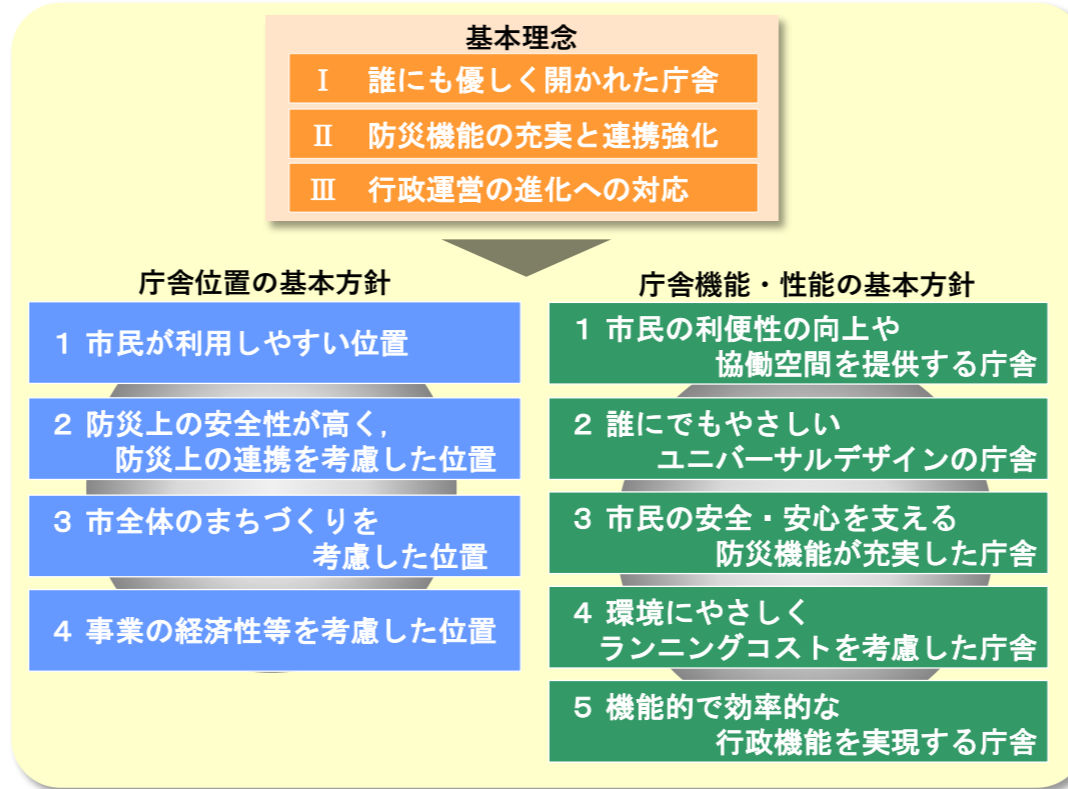 基本理念
Ⅰ 誰にも優しく開かれた庁舎
Ⅱ 防災機能の充実と連携強化
Ⅲ 行政運営の進化への対応
庁舎位置の基本方針
1 市民が利用しやすい位置
2 防災上の安全性が高く,
防災上の連携を考慮した位置
3 市全体のまちづくりを
考慮した位置
4 事業の経済性等を考慮した位置
庁舎機能・性能の基本方針
1 市民の利便性の向上や
協働空間を提供する庁舎
2 誰にでもやさしい
ユニバーサルデザインの庁舎
3 市民の安全・安心を支える
防災機能が充実した庁舎
4 環境にやさしく
ランニングコストを考慮した庁舎
5 機能的で効率的な
行政機能を実現する庁舎